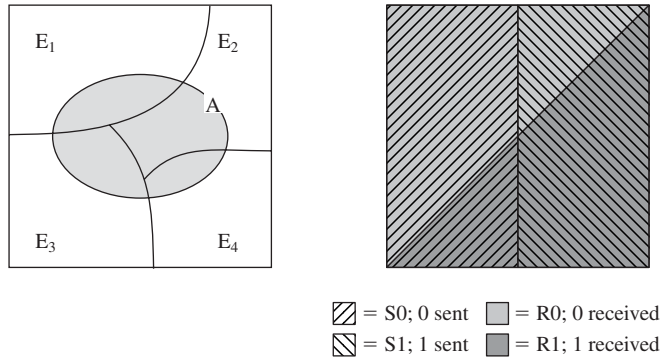 E1
E2
A
E3
E4
= S0; 0 sent
= R0; 0 received
= S1; 1 sent
= R1; 1 received